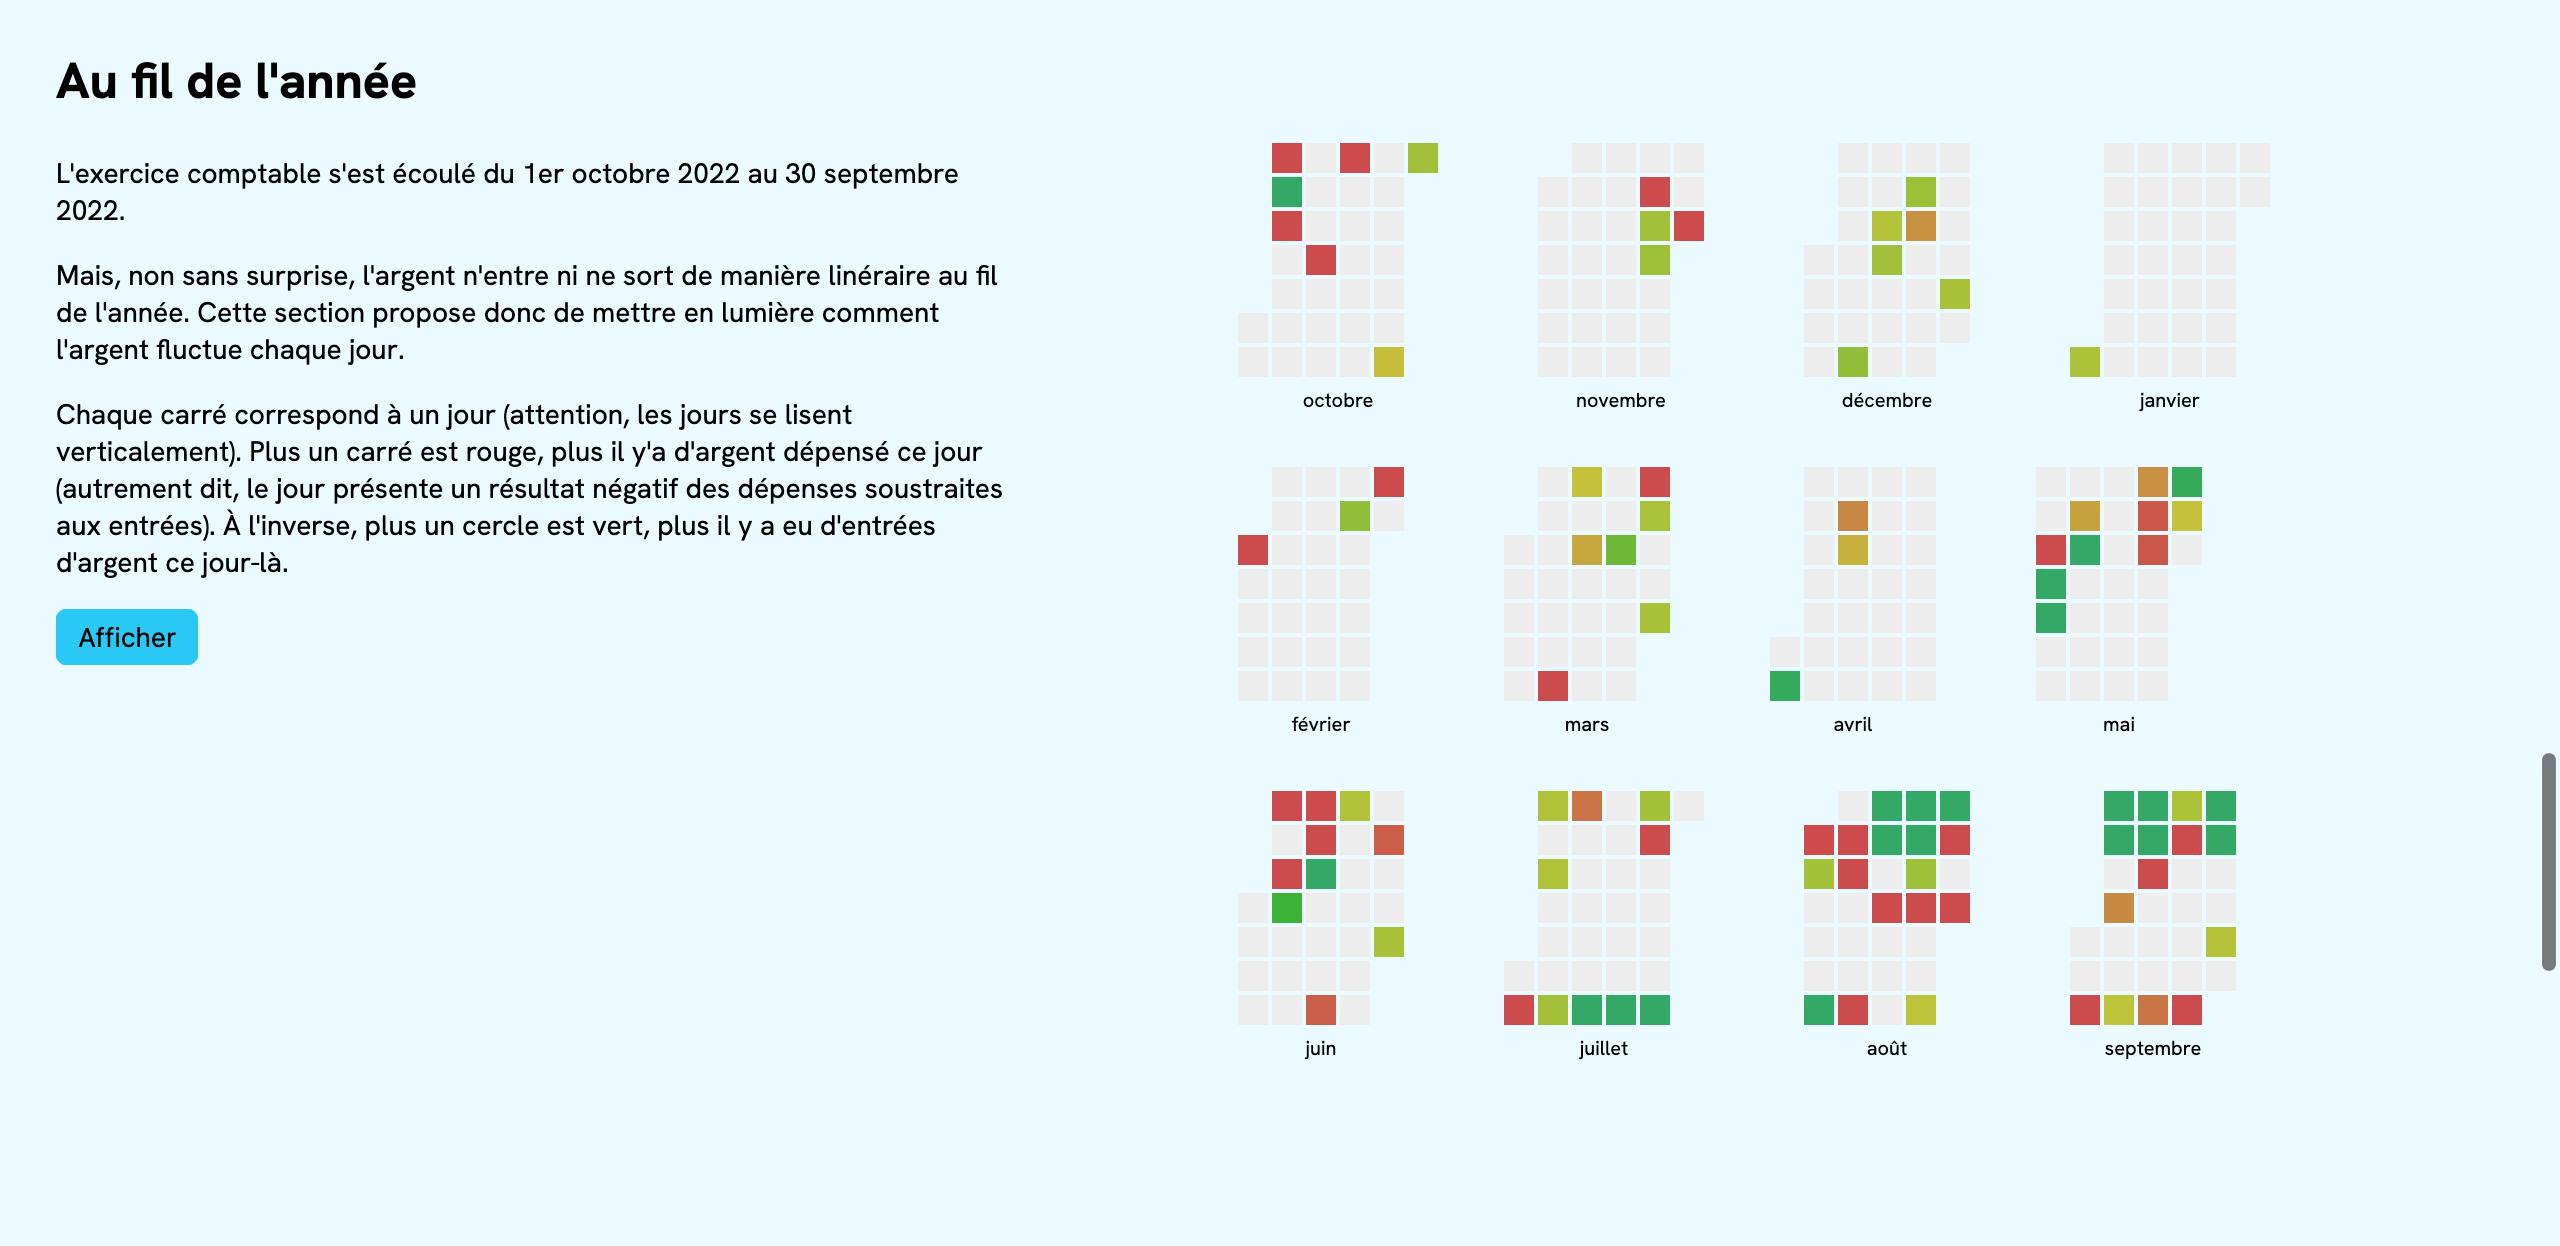 Au fil de l'année
L'exercice comptable s'est écoulé du 1er octobre 2022 au 30 septembre
2022.
Mais, non sans surprise, l'argent n'entre ni ne sort de manière linéraire au fil
de l'année. Cette section propose donc de mettre en lumière comment
l'argent fluctue chaque jour.
Chaque carré correspond à un jour (attention, les jours se lisent
verticalement). Plus un carré est rouge, plus il y'a d'argent dépensé ce jour
(autrement dit, le jour présente un résultat négatif des dépenses soustraites
aux entrées). À l'inverse, plus un cercle est vert, plus il y a eu d'entrées
d'argent ce jour-là.
Afficher
octobre
novembre
décembre
janvier
février
mars
avril
mai
juin
juillet
août
septembre